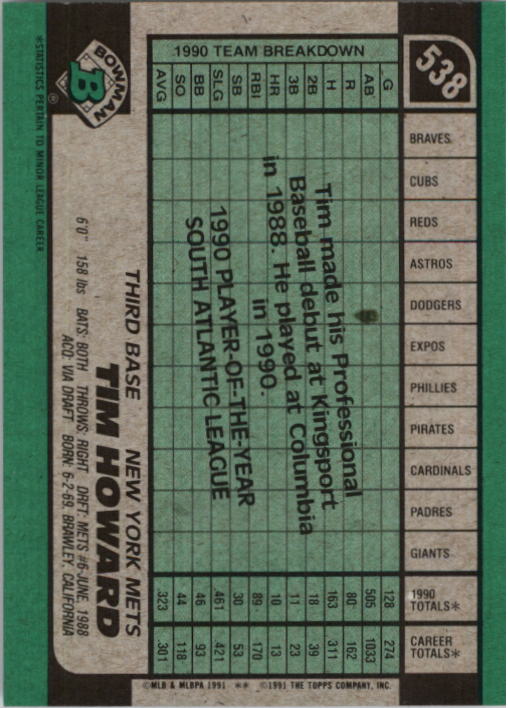 538
BRAVES
CUBS
REDS
ASTROS
DODGERS
EXPOS
PHILLIES
PIRATES
CARDINALS
PADRES
GIANTS
1990 TOTALS*
CAREER TOTALS*
1990 TEAM BREAKDOWN
G 128 274
AB 505 1033
R 80 162
H 163 311
2B 18 39
3B 11 23
HR 10 13
RBI 89 170
SB 30 53
SLG .461 .421
BB 46 93
SO 44 118
AVG .323 .301
Tim made his Professional
Baseball debut at Kingsport
in 1988. He played at Columbia
in 1990.
1990 PLAYER-OF-THE-YEAR
SOUTH ATLANTIC LEAGUE
THIRD BASE NEW YORK METS
TIM HOWARD
6'0" 158 lbs BATS: BOTH THROWS: RIGHT DRFT: METS #6-JUNE, 1988
ACQ: VIA DRAFT BORN: 6-2-69, BRAWLEY, CALIFORNIA
BOWMAN
B
®
*STATISTICS PERTAIN TO MINOR LEAGUE CAREER
©MLB & MLBPA 1991 ** ©1991 THE TOPPS COMPANY, INC.